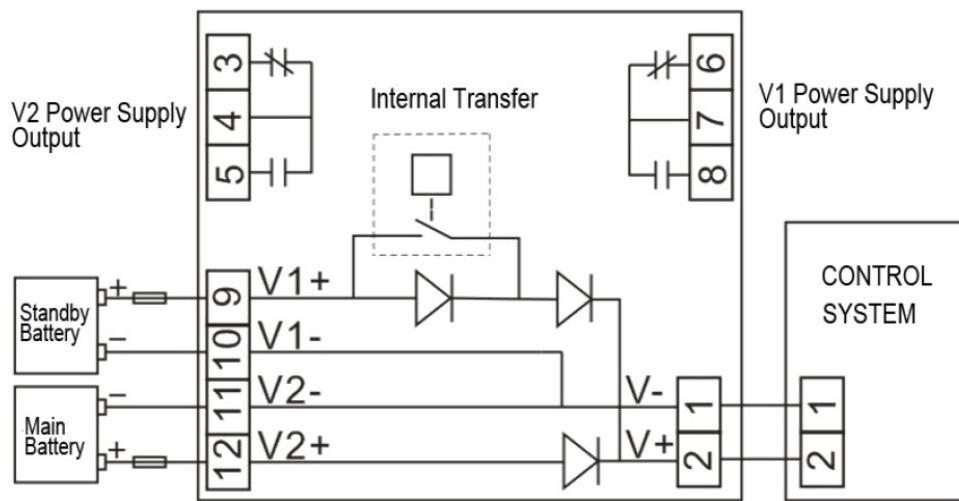 V2 Power Supply
Output
3
4
5
Internal Transfer
6
7
8
V1 Power Supply
Output
Standby
Battery
+
−
Main
Battery
−
+
9
10
11
12
V1+
V1-
V2-
V2+
V-
V+
1
2
CONTROL
SYSTEM
1
2